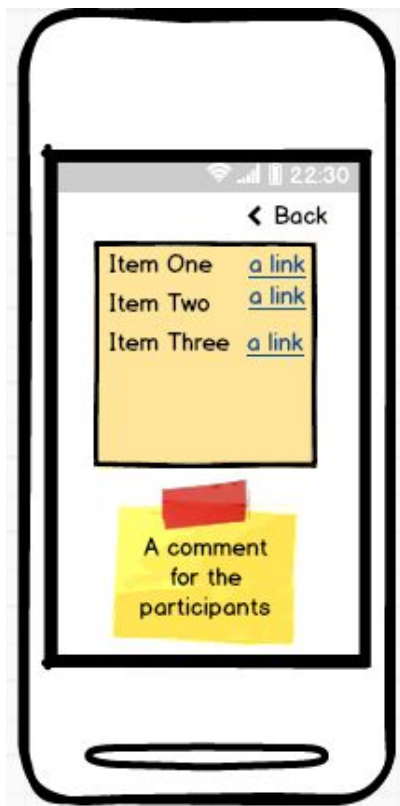 22:30
Back
Item One a link
Item Two a link
Item Three a link
A comment
for the
participants